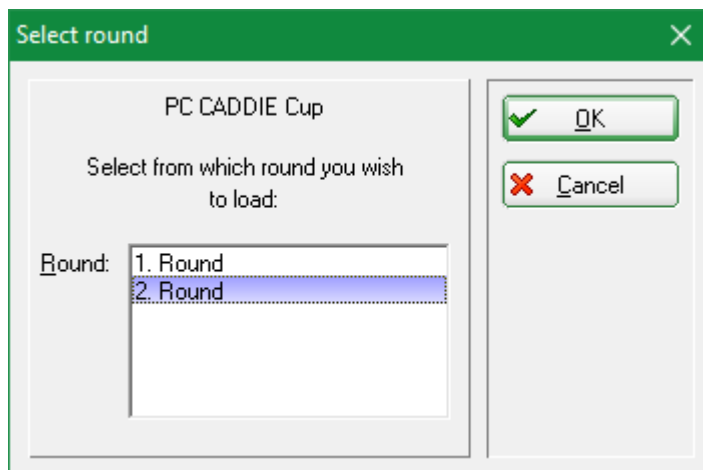 Select round
PC CADDIE Cup
Select from which round you wish
to load:
Round:
1. Round
2. Round
OK
Cancel